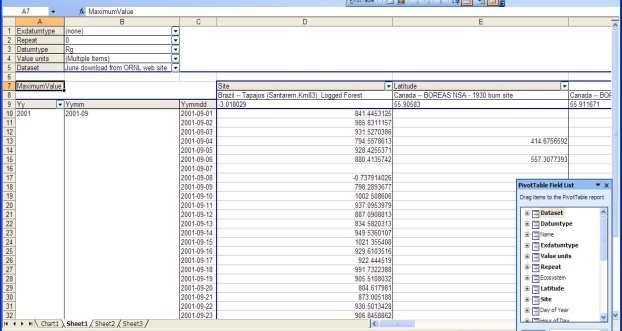 PivotTable
A7 fx MaximumValue
A B C D E
1 Exdatumtype (none)
2 Repeat 0
3 Datumtype Rg
4 Value units (Multiple Items)
5 Dataset June download from ORNL web site
6
7 MaximumValue Site Latitude
8 Brazil -- Tapajos (Santarem,Km83), Logged Forest Canada -- BOREAS NSA - 1930 burn site Canada -- BOR
9 Yy Yymm Yymmdd -3.018029 55.90583 55.911671
10 2001 2001-09 2001-09-01 841.4453125
11 2001-09-02 985.8311157
12 2001-09-03 931.5270386
13 2001-09-04 794.5578613 414.6756592
14 2001-09-05 928.4255371
15 2001-09-06 880.4135742 557.3077393
16 2001-09-07
17 2001-09-08 -0.737914026
18 2001-09-09 798.2893677
19 2001-09-10 1002.508606
20 2001-09-11 937.0953979
21 2001-09-12 887.0908813
22 2001-09-13 834.5820313
23 2001-09-14 949.5360107
24 2001-09-15 1021.355408
25 2001-09-16 929.6103516
26 2001-09-17 922.444519
27 2001-09-18 991.7322388
28 2001-09-19 905.5108032
29 2001-09-20 804.617981
30 2001-09-21 873.005188
31 2001-09-22 930.5013428
32 2001-09-23 906.8458862
Chart1 Sheet1 Sheet2 Sheet3
PivotTable Field List
Drag items to the PivotTable report
Dataset
Datumtype
Name
Exdatumtype
Value units
Repeat
Ecosystem
Latitude
Site
Day of Year
Hour of Day